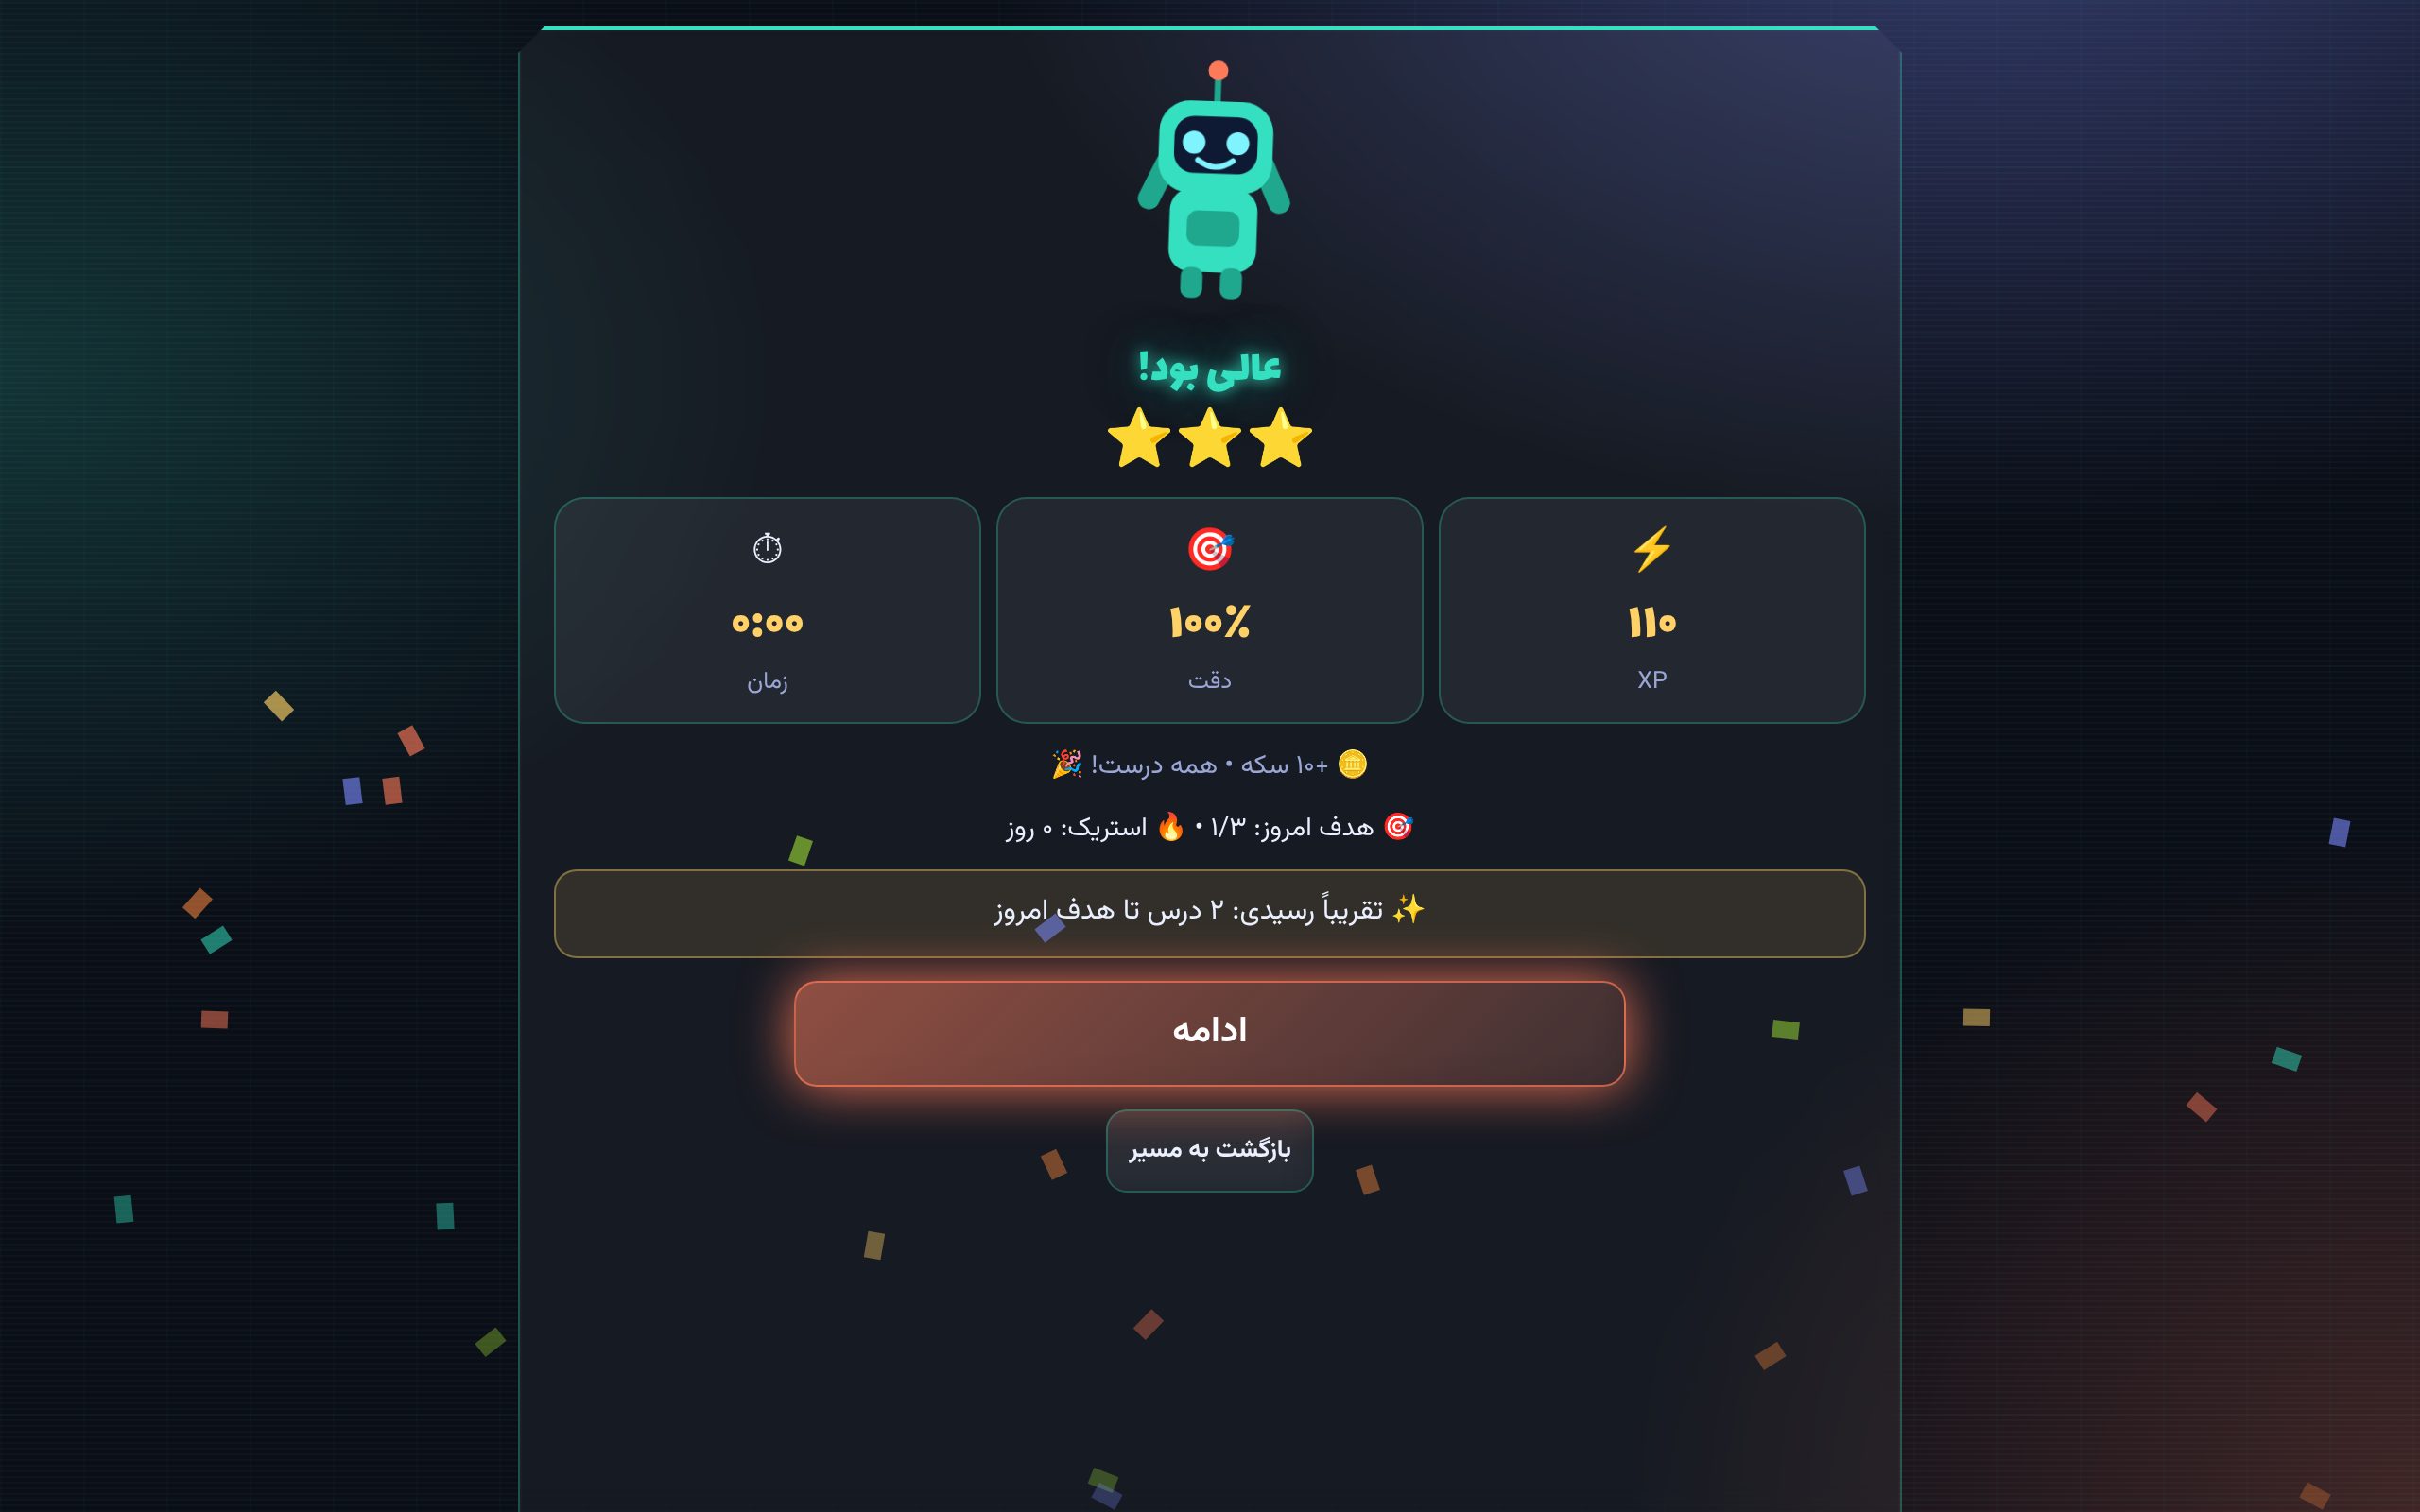 عالی بود!
⚡
۱۱۰
XP
🎯
۱۰۰٪
دقت
⏱
۰:۰۰
زمان
🪙 +۱۰ سکه • همه درست! 🎉
🎯 هدف امروز: ۱/۳ • 🔥 استریک: ۰ روز
✨ تقریباً رسیدی: ۲ درس تا هدف امروز
ادامه
بازگشت به مسیر